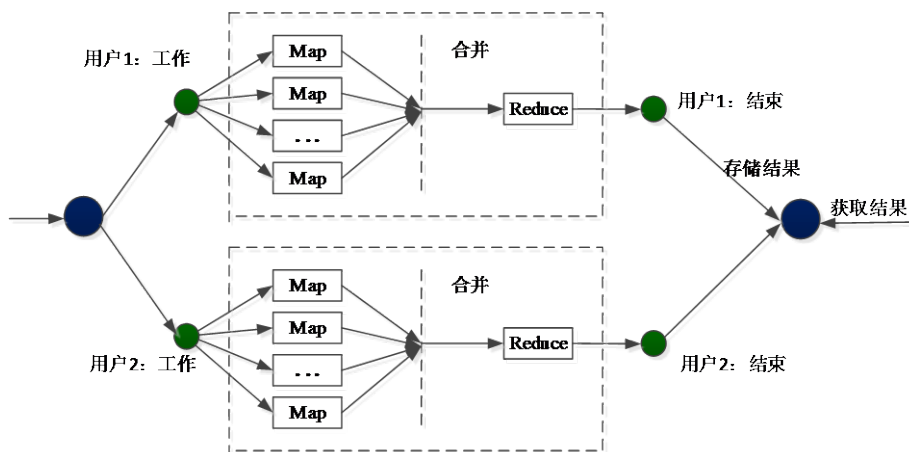 用户1：工作
Map
Map
...
Map
合并
Reduce
用户1：结束
存储结果
获取结果
用户2：工作
Map
Map
...
Map
合并
Reduce
用户2：结束